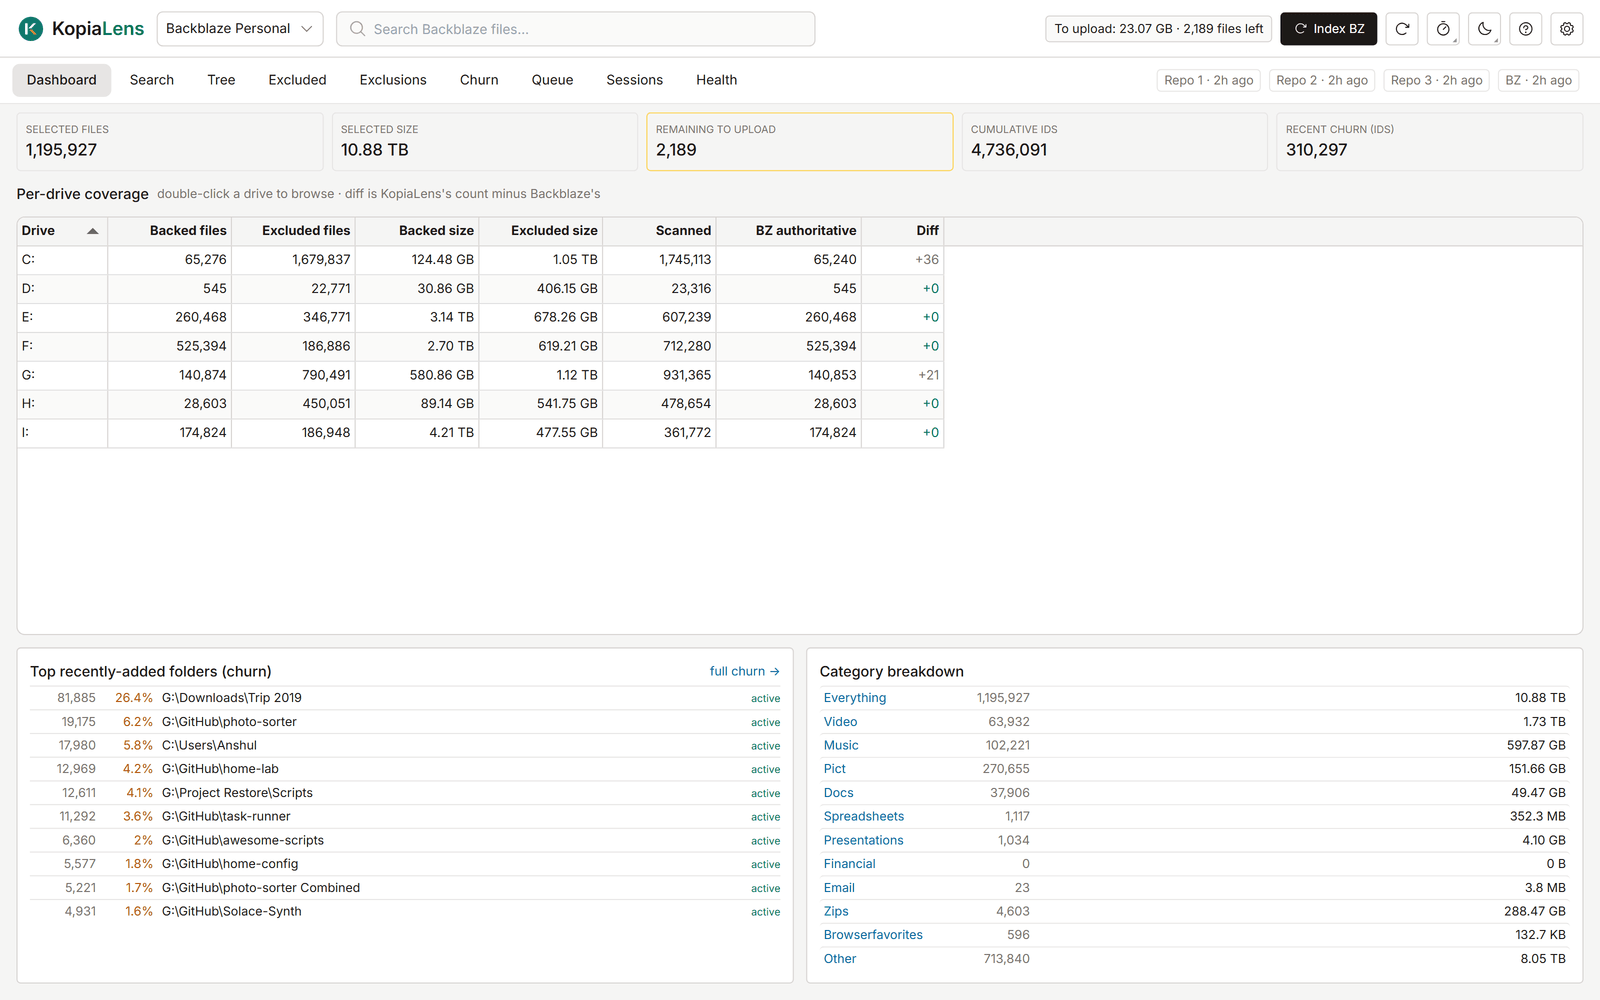 KopiaLens Backblaze Personal Search Backblaze files... To upload: 23.07 GB · 2,189 files left Index BZ
Dashboard Search Tree Excluded Exclusions Churn Queue Sessions Health Repo 1 · 2h ago Repo 2 · 2h ago Repo 3 · 2h ago BZ · 2h ago
SELECTED FILES SELECTED SIZE REMAINING TO UPLOAD CUMULATIVE IDS RECENT CHURN (IDS)
1,195,927 10.88 TB 2,189 4,736,091 310,297
Per-drive coverage double-click a drive to browse · diff is KopiaLens's count minus Backblaze's
Drive Backed files Excluded files Backed size Excluded size Scanned BZ authoritative Diff
C: 65,276 1,679,837 124.48 GB 1.05 TB 1,745,113 65,240 +36
D: 545 22,771 30.86 GB 406.15 GB 23,316 545 +0
E: 260,468 346,771 3.14 TB 678.26 GB 607,239 260,468 +0
F: 525,394 186,886 2.70 TB 619.21 GB 712,280 525,394 +0
G: 140,874 790,491 580.86 GB 1.12 TB 931,365 140,853 +21
H: 28,603 450,051 89.14 GB 541.75 GB 478,654 28,603 +0
I: 174,824 186,948 4.21 TB 477.55 GB 361,772 174,824 +0
Top recently-added folders (churn) full churn →
81,885 26.4% G:\Downloads\Trip 2019 active
19,175 6.2% G:\GitHub\photo-sorter active
17,980 5.8% C:\Users\Anshul active
12,969 4.2% G:\GitHub\home-lab active
12,611 4.1% G:\Project Restore\Scripts active
11,292 3.6% G:\GitHub\task-runner active
6,360 2% G:\GitHub\awesome-scripts active
5,577 1.8% G:\GitHub\home-config active
5,221 1.7% G:\GitHub\photo-sorter Combined active
4,931 1.6% G:\GitHub\Solace-Synth active
Category breakdown
Everything 1,195,927 10.88 TB
Video 63,932 1.73 TB
Music 102,221 597.87 GB
Pict 270,655 151.66 GB
Docs 37,906 49.47 GB
Spreadsheets 1,117 352.3 MB
Presentations 1,034 4.10 GB
Financial 0 0 B
Email 23 3.8 MB
Zips 4,603 288.47 GB
Browserfavorites 596 132.7 KB
Other 713,840 8.05 TB